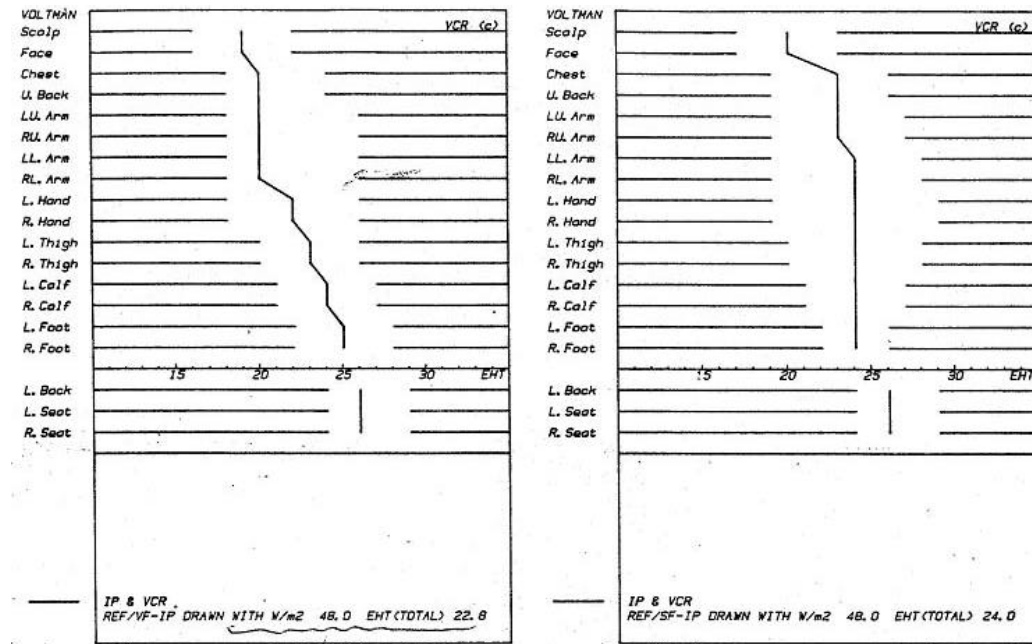 VOLTMAN
VCR (c)
Scalp
Face
Chest
U. Back
LU. Arm
RU. Arm
LL. Arm
RL. Arm
L. Hand
R. Hand
L. Thigh
R. Thigh
L. Calf
R. Calf
L. Foot
R. Foot
15 20 25 30 EHT
L. Back
L. Seat
R. Seat
IP & VCR
REF/VF-IP DRAWN WITH W/m2 48.0 EHT(TOTAL) 22.8
VOLTMAN
VCR (c)
Scalp
Face
Chest
U. Back
LU. Arm
RU. Arm
LL. Arm
RL. Arm
L. Hand
R. Hand
L. Thigh
R. Thigh
L. Calf
R. Calf
L. Foot
R. Foot
15 20 25 30 EHT
L. Back
L. Seat
R. Seat
IP & VCR
REF/SF-IP DRAWN WITH W/m2 48.0 EHT(TOTAL) 24.0